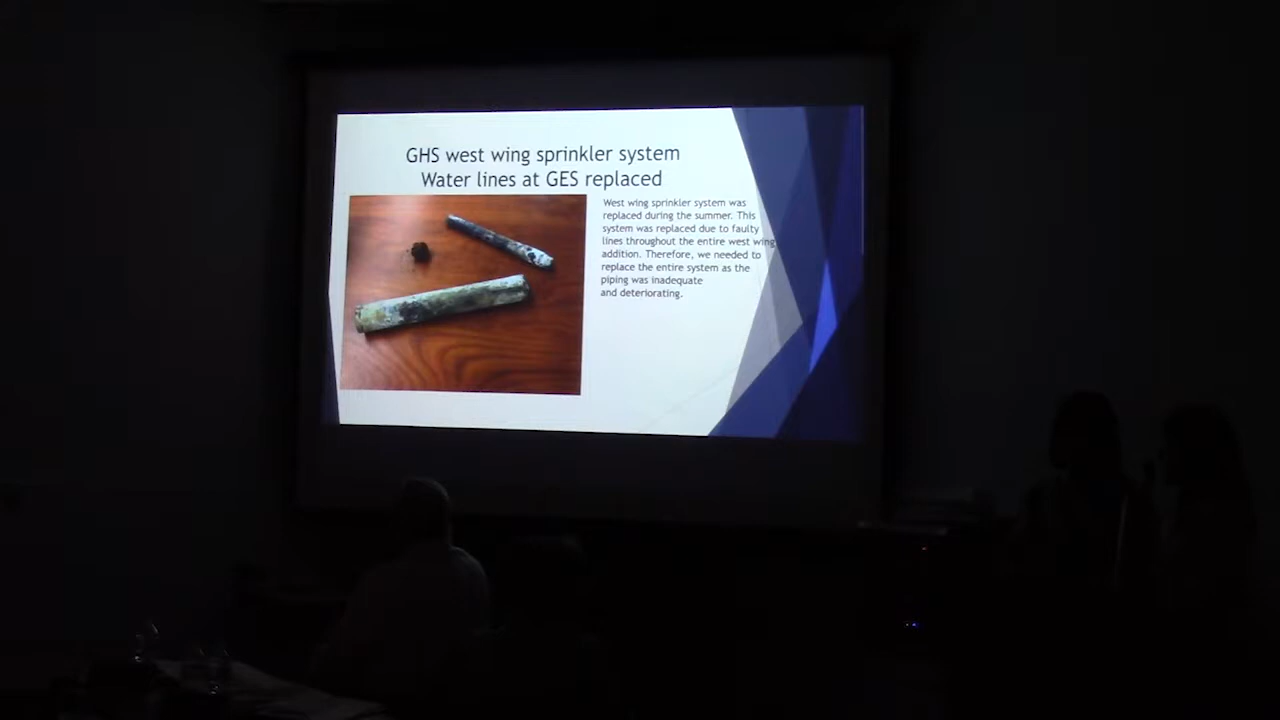 GHS west wing sprinkler system
Water lines at GES replaced
West wing sprinkler system was
replaced during the summer. This
system was replaced due to faulty
lines throughout the entire west wing
addition. Therefore, we needed to
replace the entire system as the
piping was inadequate
and deteriorating.